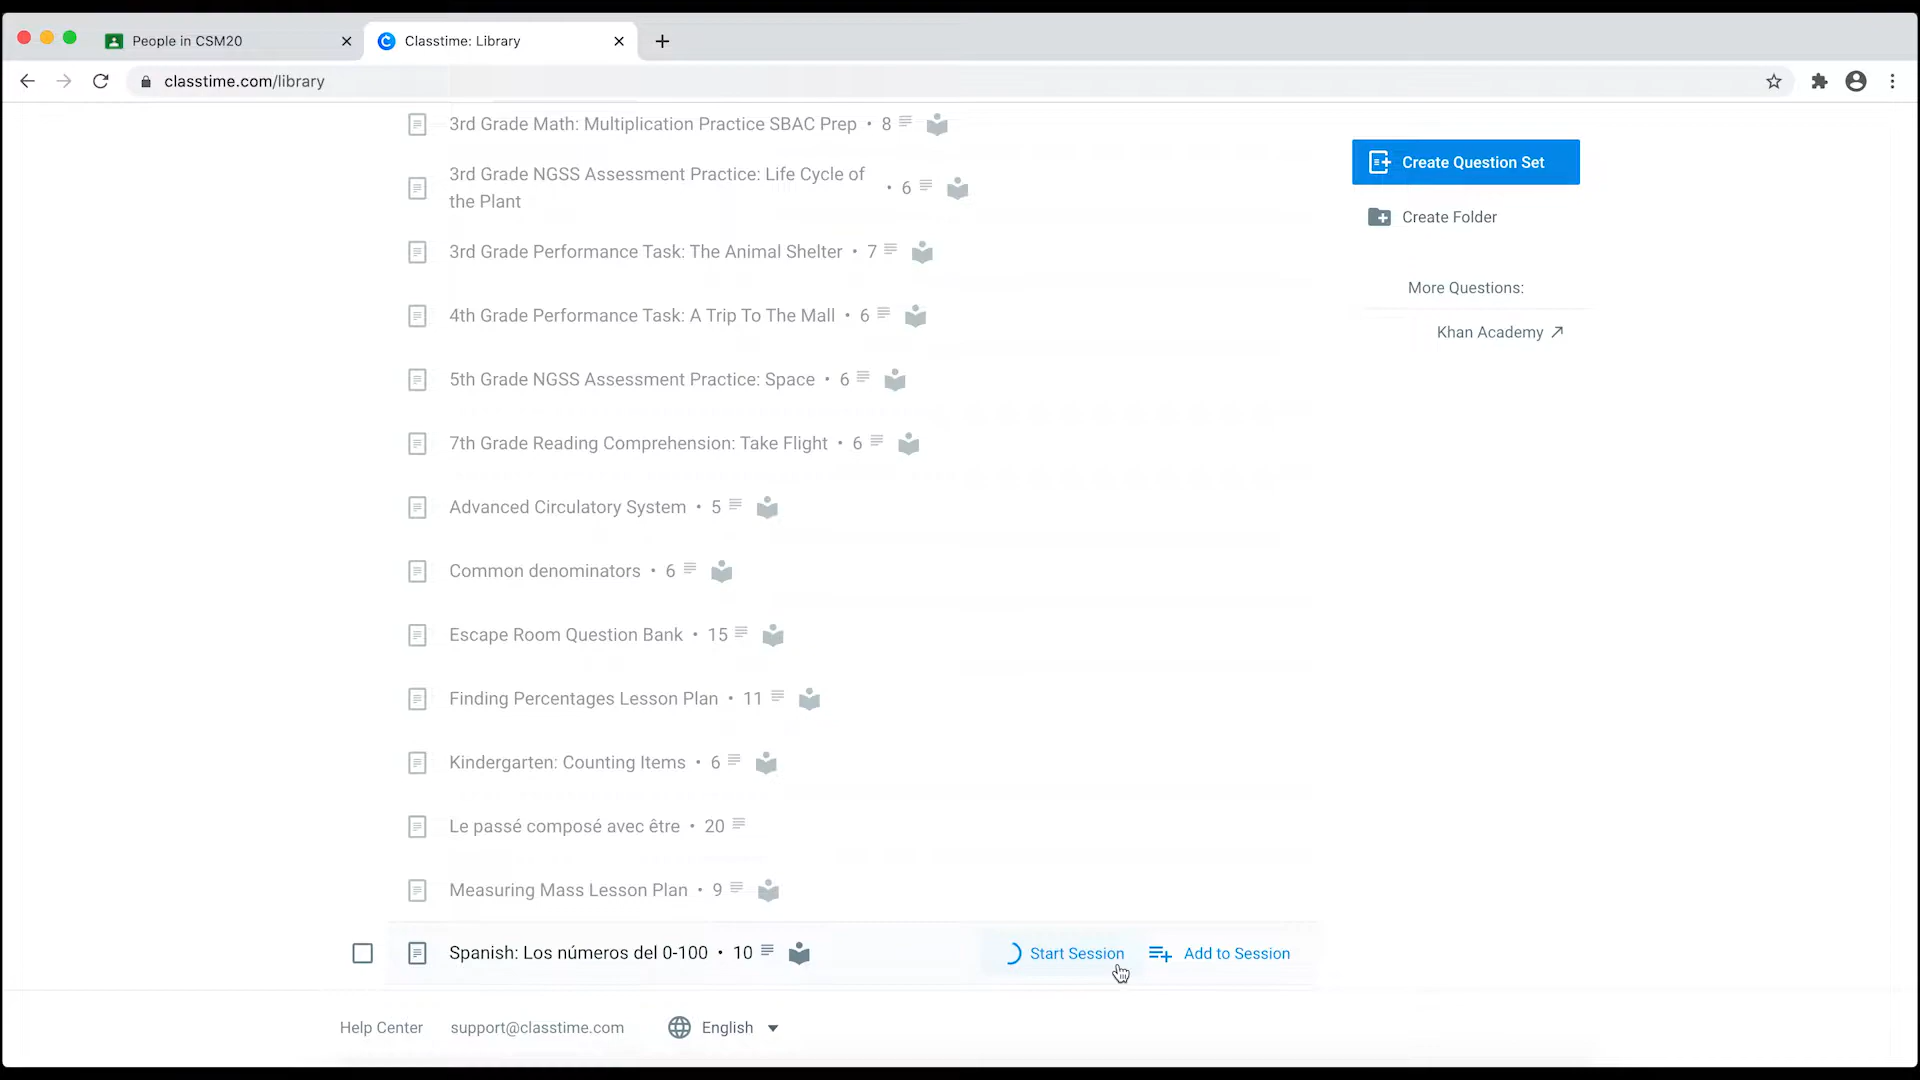 People in CSM20
Classtime: Library
classtime.com/library
3rd Grade Math: Multiplication Practice SBAC Prep • 8
3rd Grade NGSS Assessment Practice: Life Cycle of
the Plant
• 6
3rd Grade Performance Task: The Animal Shelter • 7
4th Grade Performance Task: A Trip To The Mall • 6
5th Grade NGSS Assessment Practice: Space • 6
7th Grade Reading Comprehension: Take Flight • 6
Advanced Circulatory System • 5
Common denominators • 6
Escape Room Question Bank • 15
Finding Percentages Lesson Plan • 11
Kindergarten: Counting Items • 6
Le passé composé avec être • 20
Measuring Mass Lesson Plan • 9
Spanish: Los números del 0-100 • 10
Start Session
Add to Session
Create Question Set
Create Folder
More Questions:
Khan Academy
Help Center
support@classtime.com
English